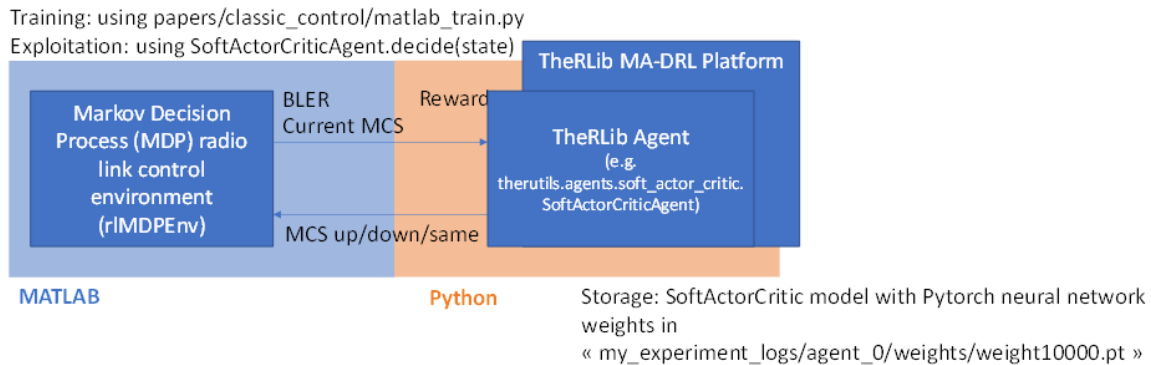 Training: using papers/classic_control/matlab_train.py
Exploitation: using SoftActorCriticAgent.decide(state)
TheRLib MA-DRL Platform
Markov Decision
Process (MDP) radio
link control
environment
(rlMDPEnv)
BLER
Current MCS
Reward
TheRLib Agent
(e.g.
therutils.agents.soft_actor_critic.
SoftActorCriticAgent)
MCS up/down/same
MATLAB
Python
Storage: SoftActorCritic model with Pytorch neural network
weights in
« my_experiment_logs/agent_0/weights/weight10000.pt »